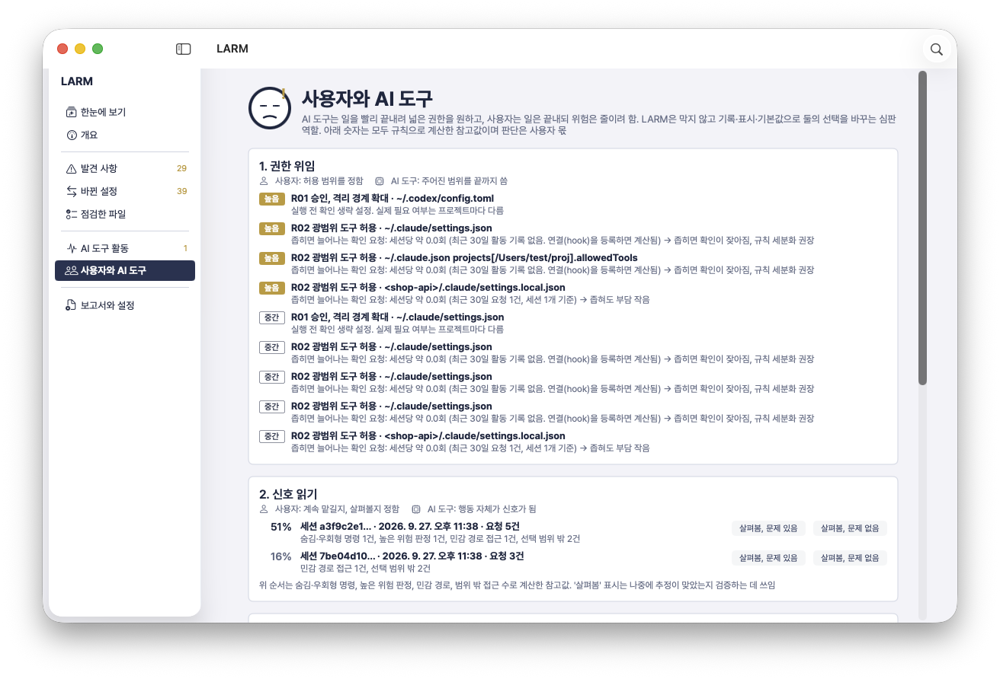 LARM
LARM
한눈에 보기
개요
발견 사항 29
바뀐 설정 39
점검한 파일
AI 도구 활동 1
사용자와 AI 도구
보고서와 설정
사용자와 AI 도구
AI 도구는 일을 빨리 끝내려 넓은 권한을 원하고, 사용자는 일은 끝내되 위험은 줄이려 함. LARM은 막지 않고 기록·표시·기본값으로 둘의 선택을 바꾸는 심판
역할. 아래 숫자는 모두 규칙으로 계산한 참고값이며 판단은 사용자 몫
1. 권한 위임
사용자: 허용 범위를 정함 AI 도구: 주어진 범위를 끝까지 씀
높음 R01 승인, 격리 경계 확대 · ~/.codex/config.toml
실행 전 확인 생략 설정. 실제 필요 여부는 프로젝트마다 다름
높음 R02 광범위 도구 허용 · ~/.claude/settings.json
좁히면 늘어나는 확인 요청: 세션당 약 0.0회 (최근 30일 활동 기록 없음. 연결(hook)을 등록하면 계산됨) → 좁히면 확인이 잦아짐, 규칙 세분화 권장
높음 R02 광범위 도구 허용 · ~/.claude.json projects[/Users/test/proj].allowedTools
좁히면 늘어나는 확인 요청: 세션당 약 0.0회 (최근 30일 활동 기록 없음. 연결(hook)을 등록하면 계산됨) → 좁히면 확인이 잦아짐, 규칙 세분화 권장
높음 R02 광범위 도구 허용 · <shop-api>/.claude/settings.local.json
좁히면 늘어나는 확인 요청: 세션당 약 0.0회 (최근 30일 요청 1건, 세션 1개 기준) → 좁혀도 부담 작음
중간 R01 승인, 격리 경계 확대 · ~/.claude/settings.json
실행 전 확인 생략 설정. 실제 필요 여부는 프로젝트마다 다름
중간 R02 광범위 도구 허용 · ~/.claude/settings.json
좁히면 늘어나는 확인 요청: 세션당 약 0.0회 (최근 30일 활동 기록 없음. 연결(hook)을 등록하면 계산됨) → 좁히면 확인이 잦아짐, 규칙 세분화 권장
중간 R02 광범위 도구 허용 · ~/.claude/settings.json
좁히면 늘어나는 확인 요청: 세션당 약 0.0회 (최근 30일 활동 기록 없음. 연결(hook)을 등록하면 계산됨) → 좁히면 확인이 잦아짐, 규칙 세분화 권장
중간 R02 광범위 도구 허용 · ~/.claude/settings.json
좁히면 늘어나는 확인 요청: 세션당 약 0.0회 (최근 30일 활동 기록 없음. 연결(hook)을 등록하면 계산됨) → 좁히면 확인이 잦아짐, 규칙 세분화 권장
중간 R02 광범위 도구 허용 · <shop-api>/.claude/settings.local.json
좁히면 늘어나는 확인 요청: 세션당 약 0.0회 (최근 30일 요청 1건, 세션 1개 기준) → 좁혀도 부담 작음
2. 신호 읽기
사용자: 계속 맡길지, 살펴볼지 정함 AI 도구: 행동 자체가 신호가 됨
51% 세션 a3f9c2e1... · 2026. 9. 27. 오후 11:38 · 요청 5건 살펴봄, 문제 있음 살펴봄, 문제 없음
숨김·우회형 명령 1건, 높은 위험 판정 1건, 민감 경로 접근 1건, 선택 범위 밖 2건
16% 세션 7be04d10... · 2026. 9. 27. 오후 11:38 · 요청 3건 살펴봄, 문제 있음 살펴봄, 문제 없음
민감 경로 접근 1건, 선택 범위 밖 2건
위 순서는 숨김·우회형 명령, 높은 위험 판정, 민감 경로, 범위 밖 접근 수로 계산한 참고값. '살펴봄' 표시는 나중에 추정이 맞았는지 검증하는 데 쓰임